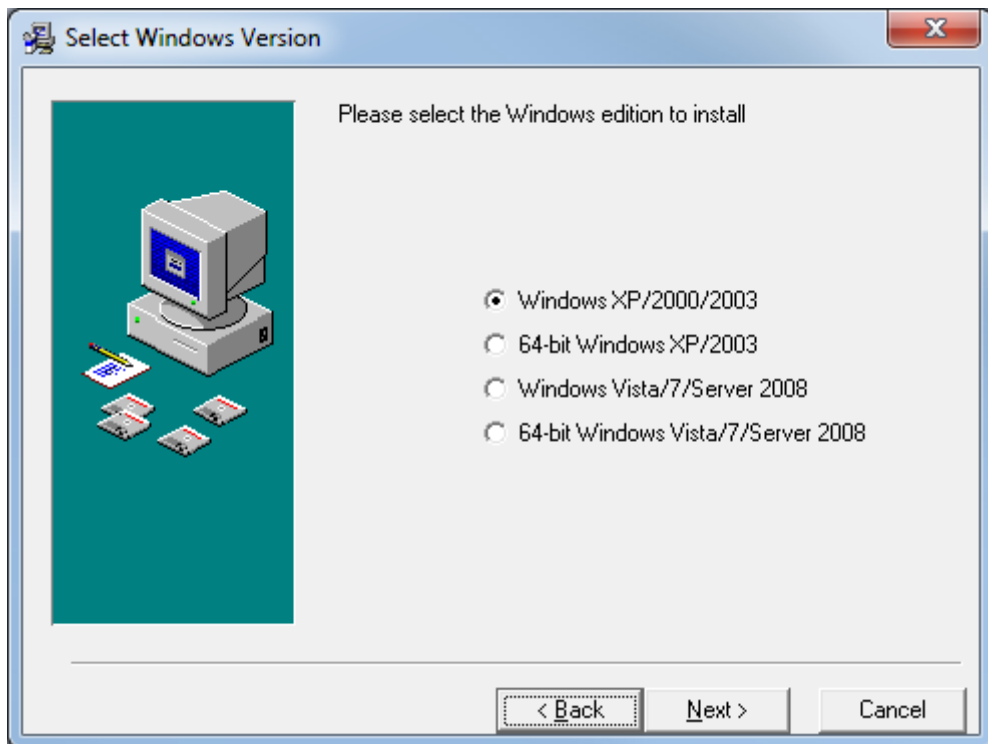 Select Windows Version
Please select the Windows edition to install
Windows XP/2000/2003
64-bit Windows XP/2003
Windows Vista/7/Server 2008
64-bit Windows Vista/7/Server 2008
< Back Next > Cancel